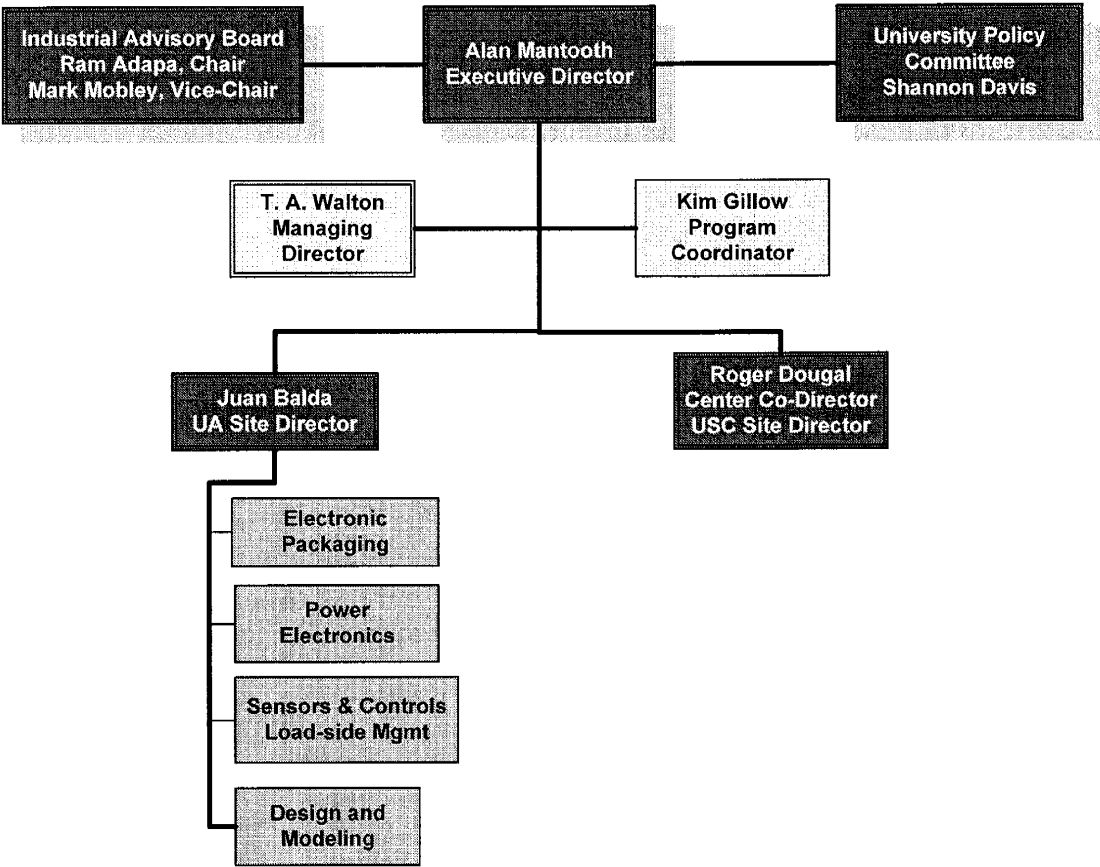 Industrial Advisory Board
Ram Adapa, Chair
Mark Mobley, Vice-Chair
Alan Mantooth
Executive Director
University Policy
Committee
Shannon Davis
T. A. Walton
Managing
Director
Kim Gillow
Program
Coordinator
Juan Balda
UA Site Director
Roger Dougal
Center Co-Director
USC Site Director
Electronic
Packaging
Power
Electronics
Sensors & Controls
Load-side Mgmt
Design and
Modeling